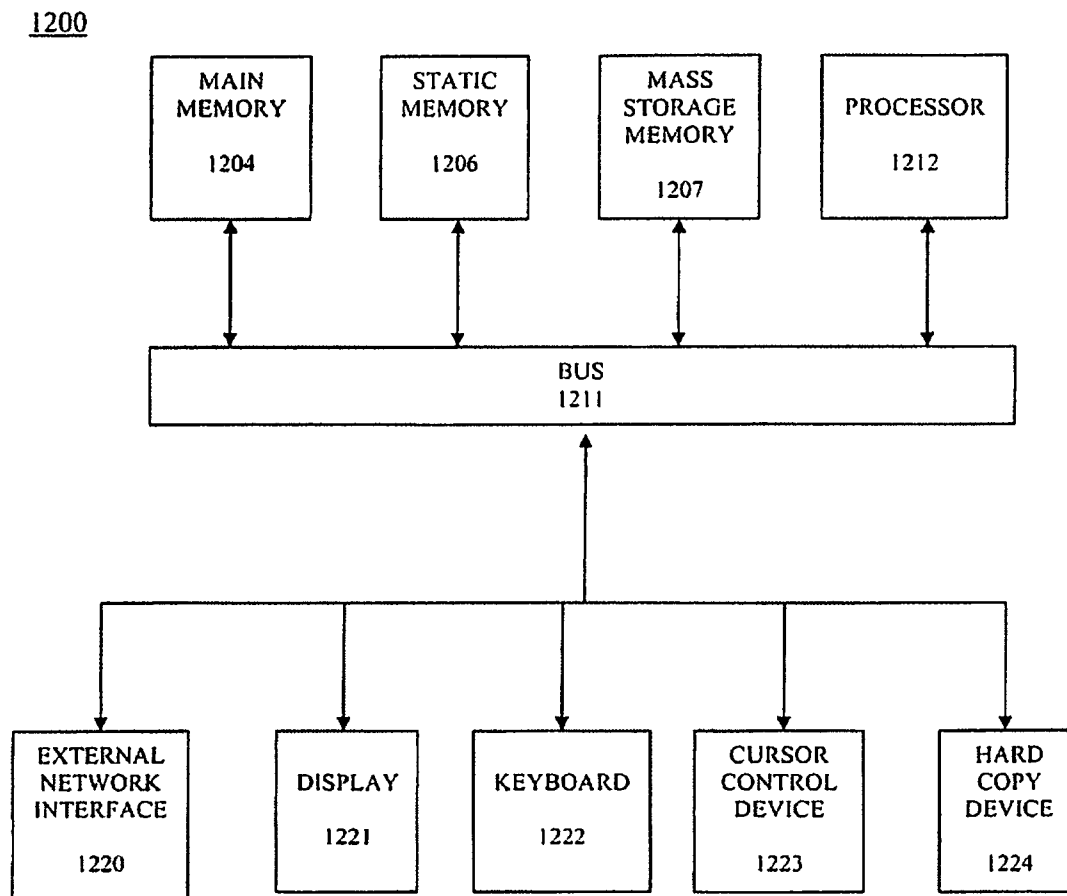 1200
MAIN
MEMORY
1204
STATIC
MEMORY
1206
MASS
STORAGE
MEMORY
1207
PROCESSOR
1212
BUS
1211
EXTERNAL
NETWORK
INTERFACE
1220
DISPLAY
1221
KEYBOARD
1222
CURSOR
CONTROL
DEVICE
1223
HARD
COPY
DEVICE
1224